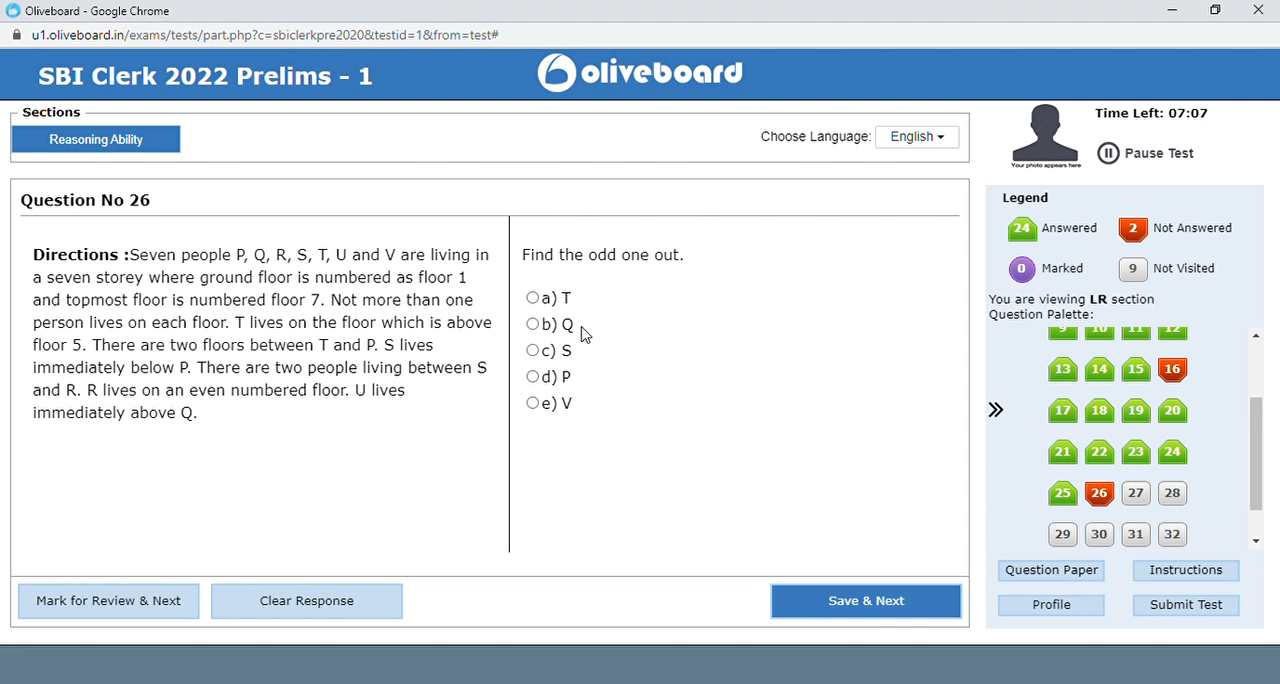 Oliveboard - Google Chrome
u1.oliveboard.in/exams/tests/part.php?c=sbiclerkpre2020&testid=1&from=test#
SBI Clerk 2022 Prelims - 1
oliveboard
Sections
Reasoning Ability
Choose Language: English
Time Left: 07:07
Pause Test
Your photo appears here
Question No 26
Directions :Seven people P, Q, R, S, T, U and V are living in
a seven storey where ground floor is numbered as floor 1
and topmost floor is numbered floor 7. Not more than one
person lives on each floor. T lives on the floor which is above
floor 5. There are two floors between T and P. S lives
immediately below P. There are two people living between S
and R. R lives on an even numbered floor. U lives
immediately above Q.
Find the odd one out.
a) T
b) Q
c) S
d) P
e) V
Legend
24 Answered 2 Not Answered
0 Marked 9 Not Visited
You are viewing LR section
Question Palette:
9 10 11 12
13 14 15 16
17 18 19 20
21 22 23 24
25 26 27 28
29 30 31 32
Question Paper Instructions
Profile Submit Test
Mark for Review & Next Clear Response Save & Next